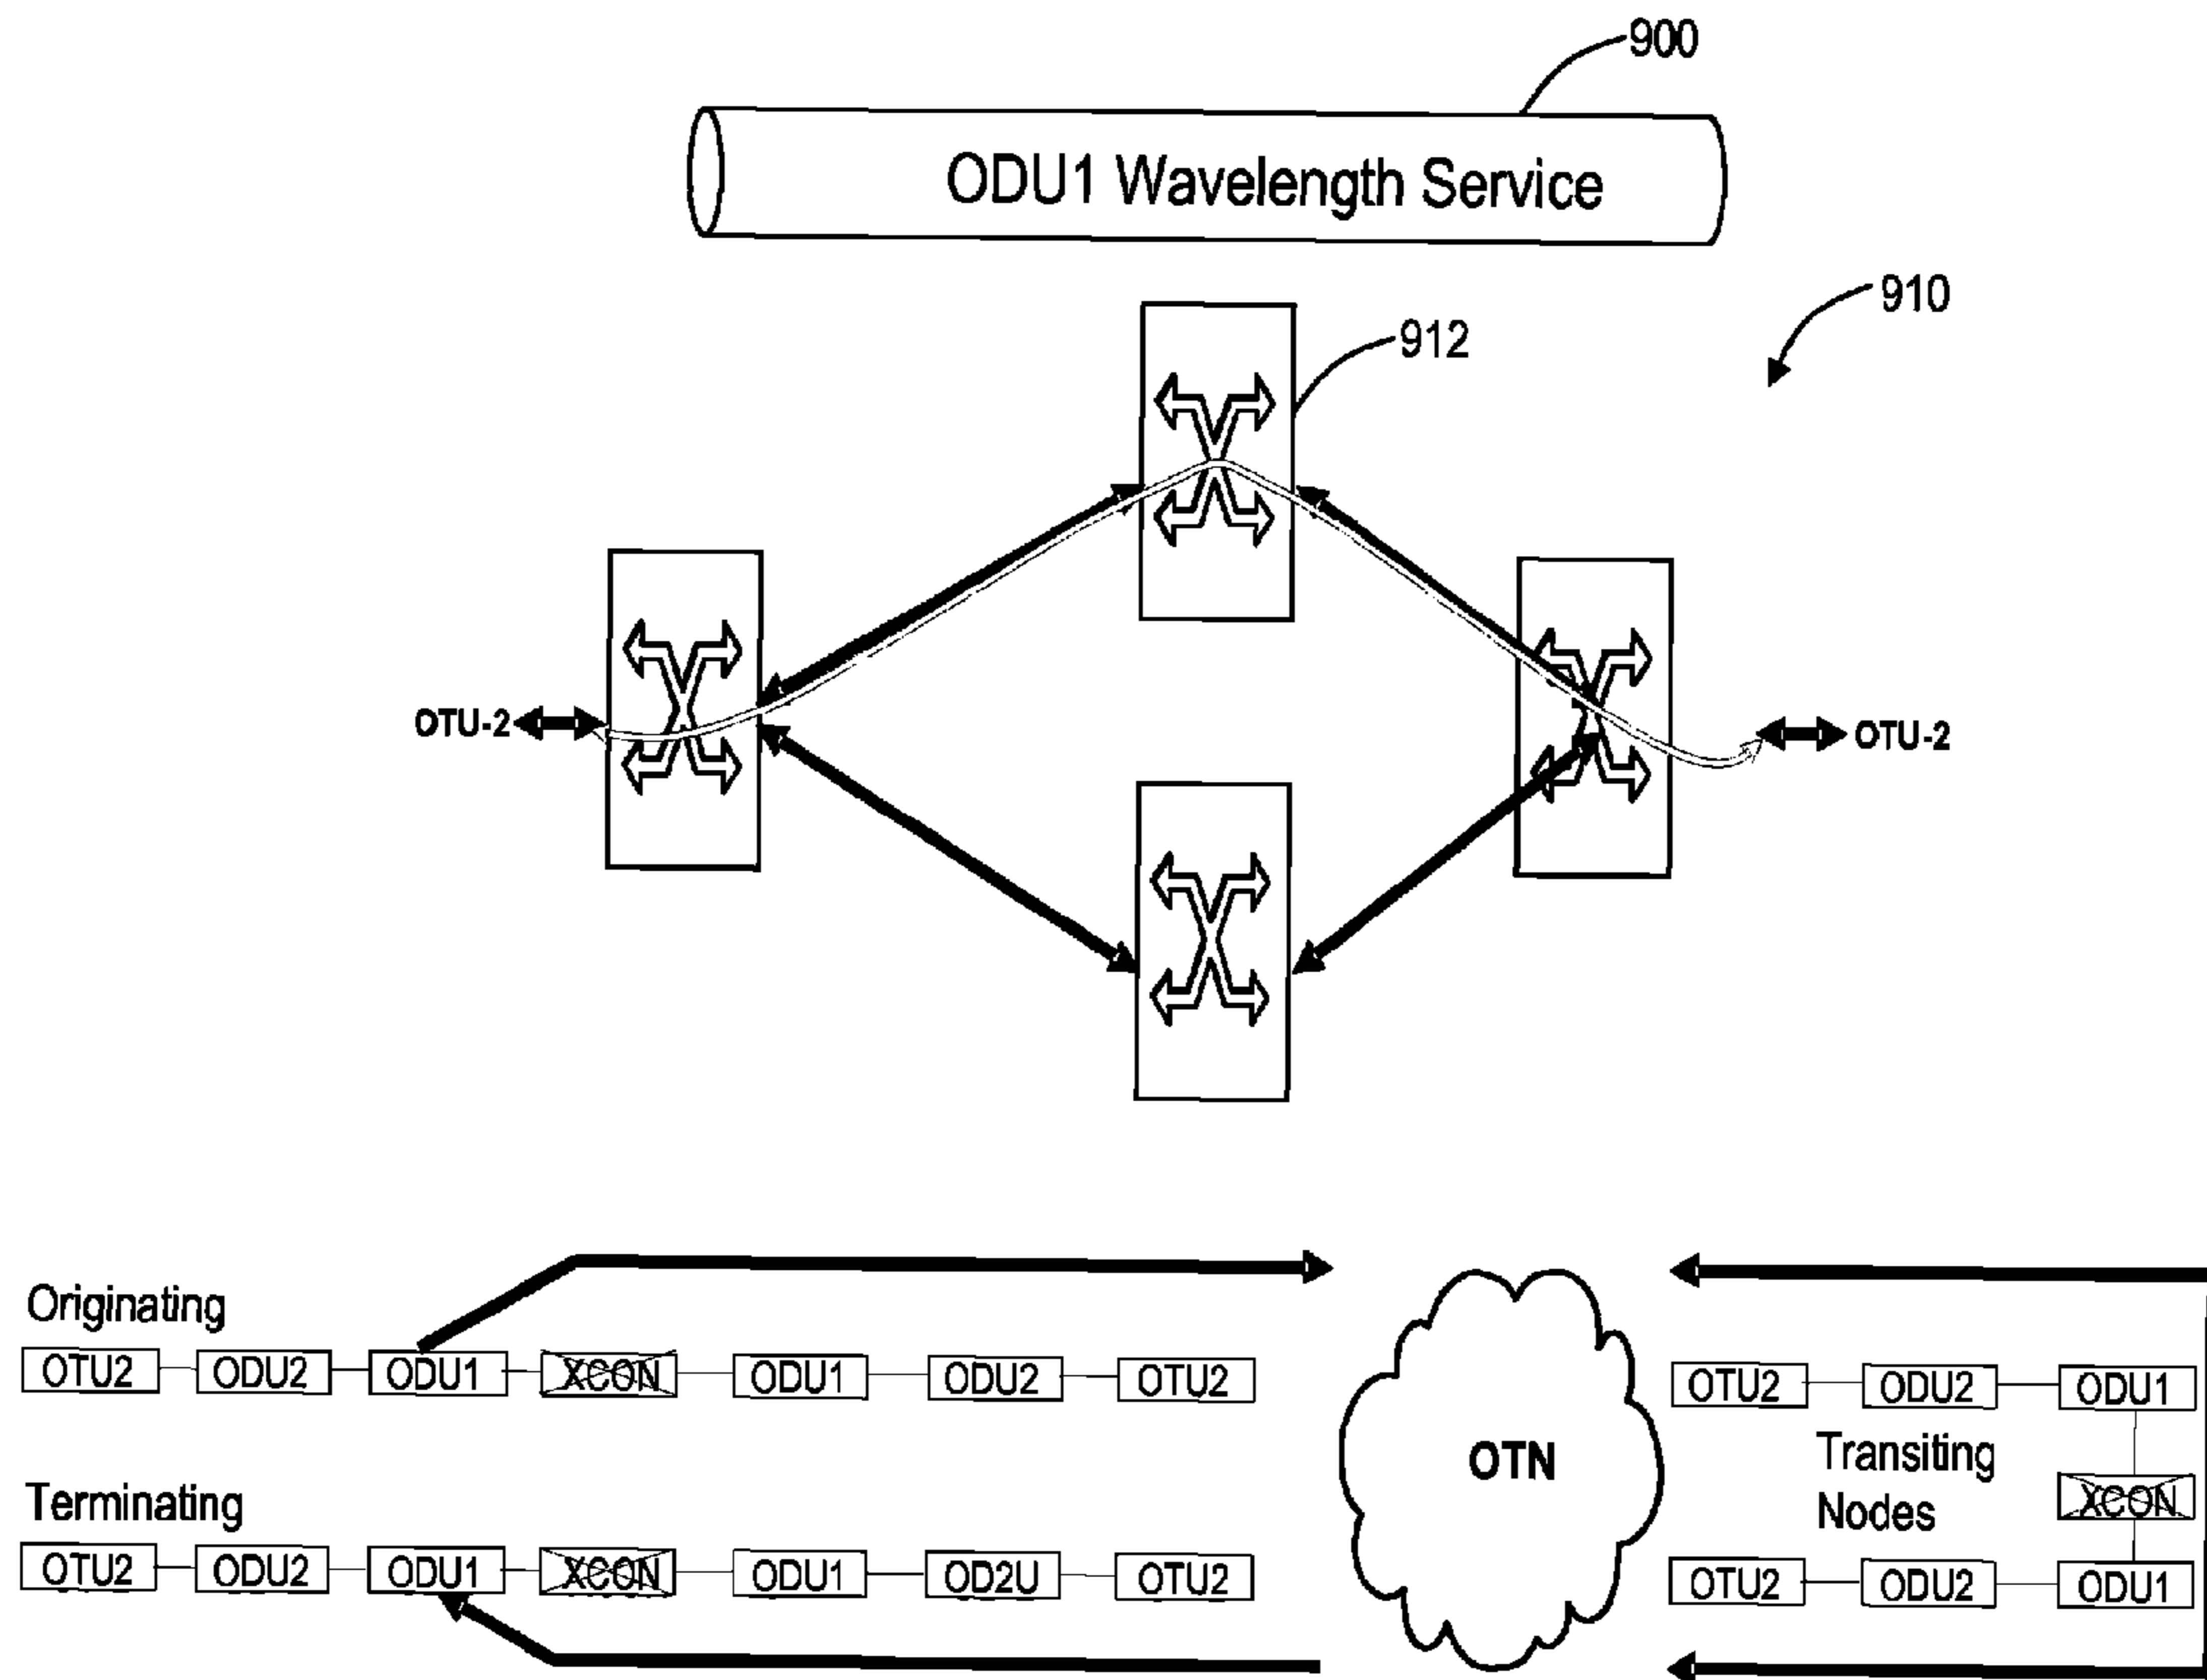 900
ODU1 Wavelength Service
910
912
OTU-2
OTU-2
Originating
OTU2 ODU2 ODU1 XCON ODU1 ODU2 OTU2
Terminating
OTU2 ODU2 ODU1 XCON ODU1 OD2U OTU2
OTN
OTU2 ODU2 ODU1
Transiting
Nodes
XCON
OTU2 ODU2 ODU1